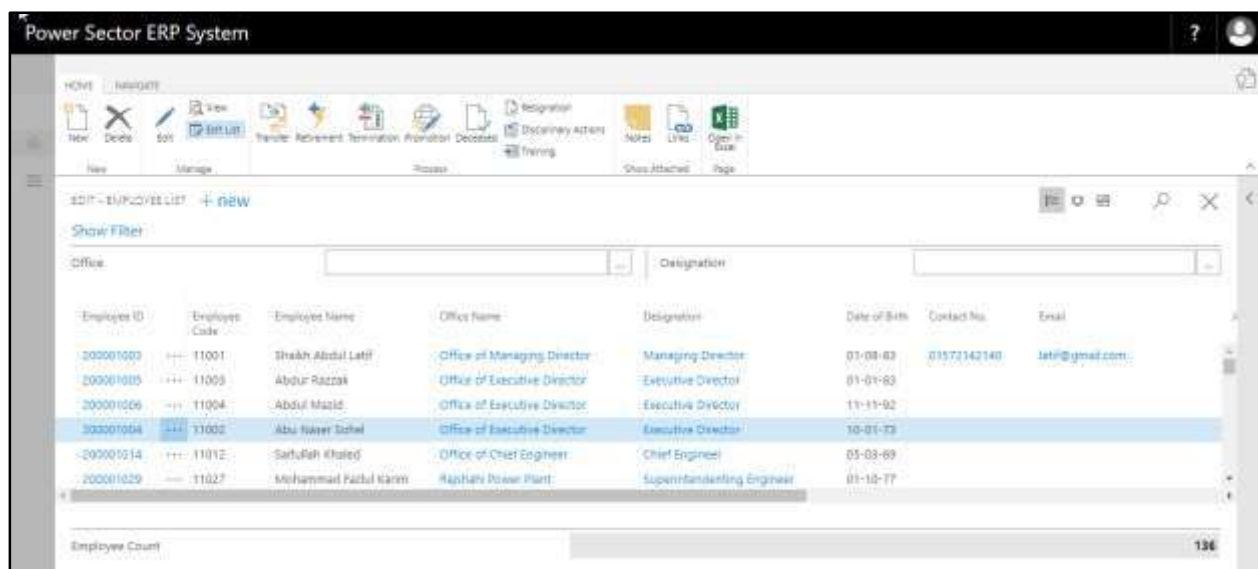 Power Sector ERP System ?
HOME NAVIGATE
New Delete Edit View Edit List Transfer Retirement Termination Promotion Deceased Resignation Disciplinary Actions Training Notes Links Open in Excel
New Manage Process Show Attached Page
EDIT - EMPLOYEE LIST + new
Show Filter
Office ... Designation ...
Employee ID Employee Code Employee Name Office Name Designation Date of Birth Contact No. Email
200001003 ... 11001 Shaikh Abdul Latif Office of Managing Director Managing Director 01-08-83 01572142140 latif@gmail.com
200001005 ... 11003 Abdur Razzak Office of Executive Director Executive Director 01-01-83
200001006 ... 11004 Abdul Mazid Office of Executive Director Executive Director 11-11-92
200001004 ... 11002 Abu Naser Sohel Office of Executive Director Executive Director 10-01-73
200001014 ... 11012 Saifullah Khaled Office of Chief Engineer Chief Engineer 05-03-69
200001029 ... 11027 Mohammad Fazlul Karim Rajshahi Power Plant Superintendenting Engineer 01-10-77
Employee Count 136